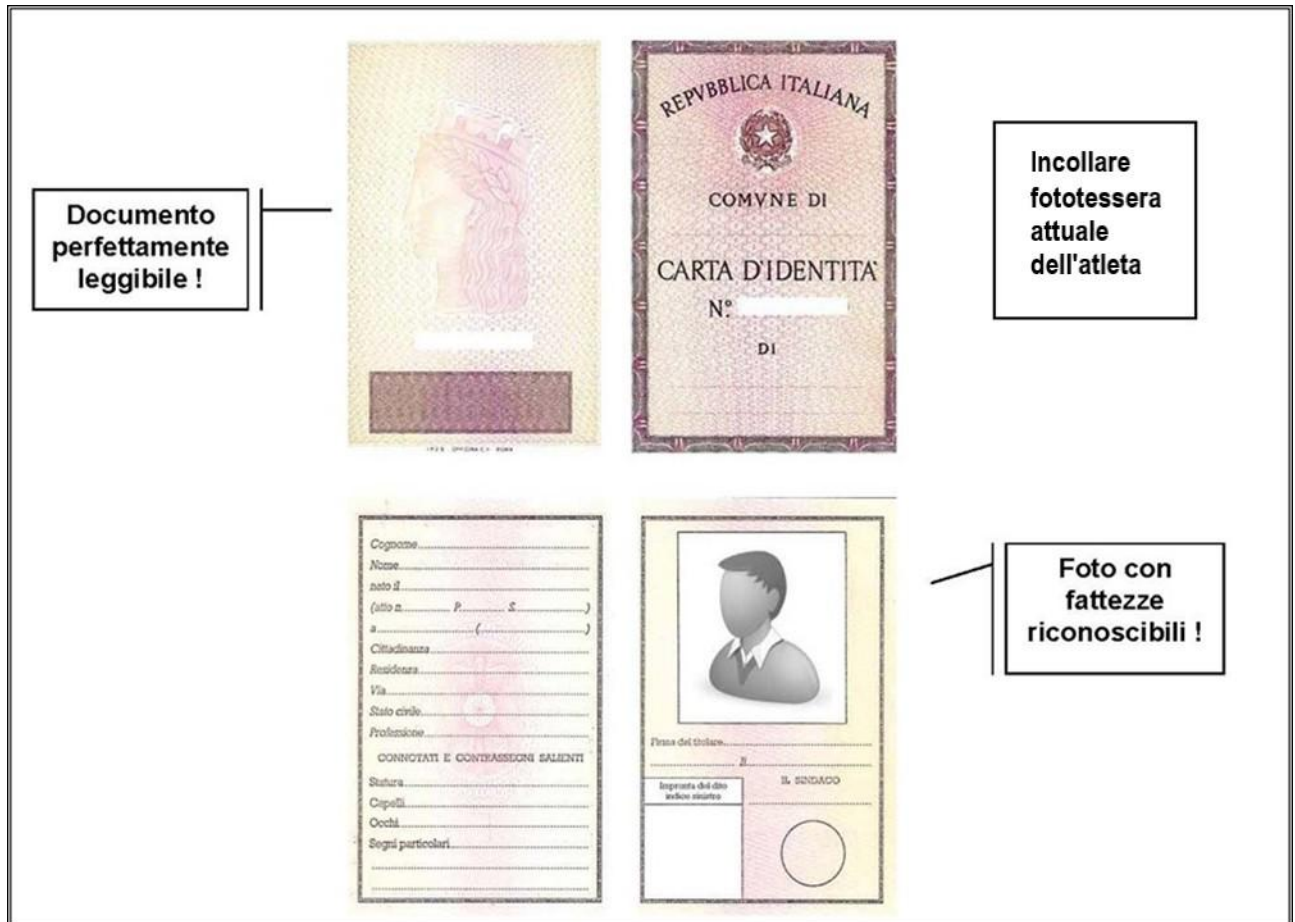 Documento
perfettamente
leggibile !
REPVBBLICA ITALIANA
COMVNE DI
CARTA D'IDENTITA'
N.º
DI
Incollare
fototessera
attuale
dell'atleta
Cognome
Nome
nato il
(atto n. P. S. )
a ( )
Cittadinanza
Residenza
Via
Stato civile
Professione
CONNOTATI E CONTRASSEGNI SALIENTI
Statura
Capelli
Occhi
Segni particolari
Firma del titolare
Impronta del dito
indice sinistro
IL SINDACO
Foto con
fattezze
riconoscibili !